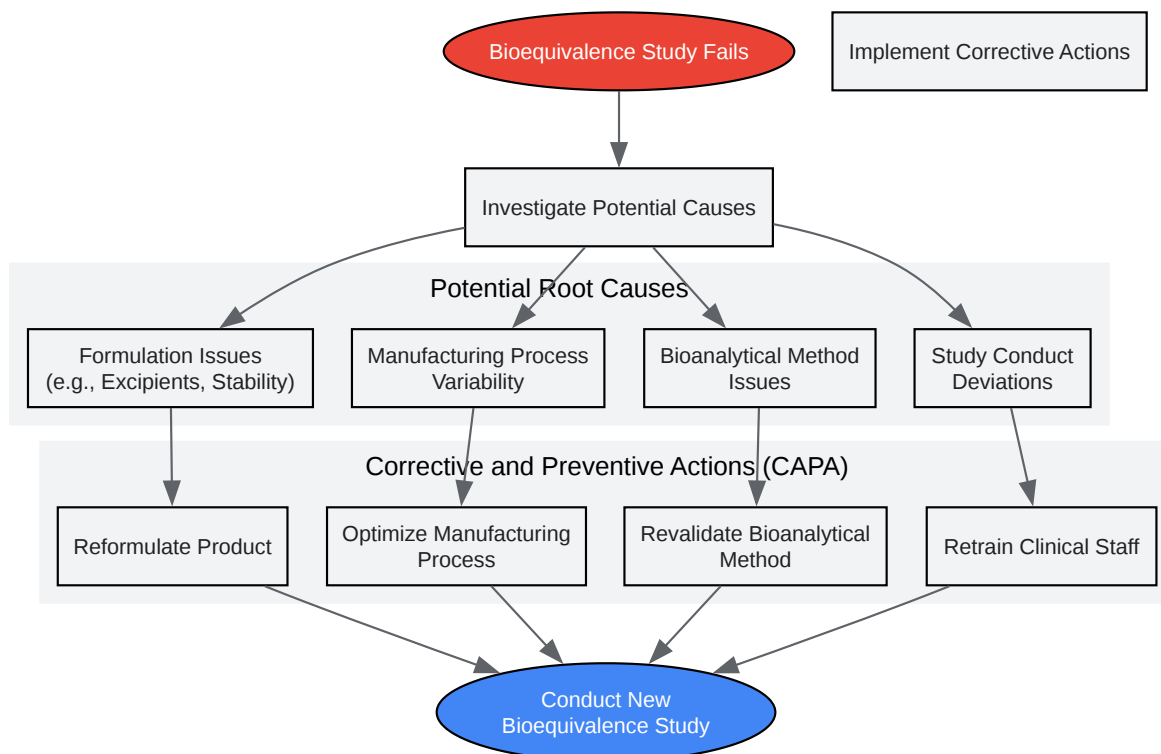 Bioequivalence Study Fails
Implement Corrective Actions
Investigate Potential Causes
Potential Root Causes
Formulation Issues
(e.g., Excipients, Stability)
Manufacturing Process
Variability
Bioanalytical Method
Issues
Study Conduct
Deviations
Corrective and Preventive Actions (CAPA)
Reformulate Product
Optimize Manufacturing
Process
Revalidate Bioanalytical
Method
Retrain Clinical Staff
Conduct New
Bioequivalence Study